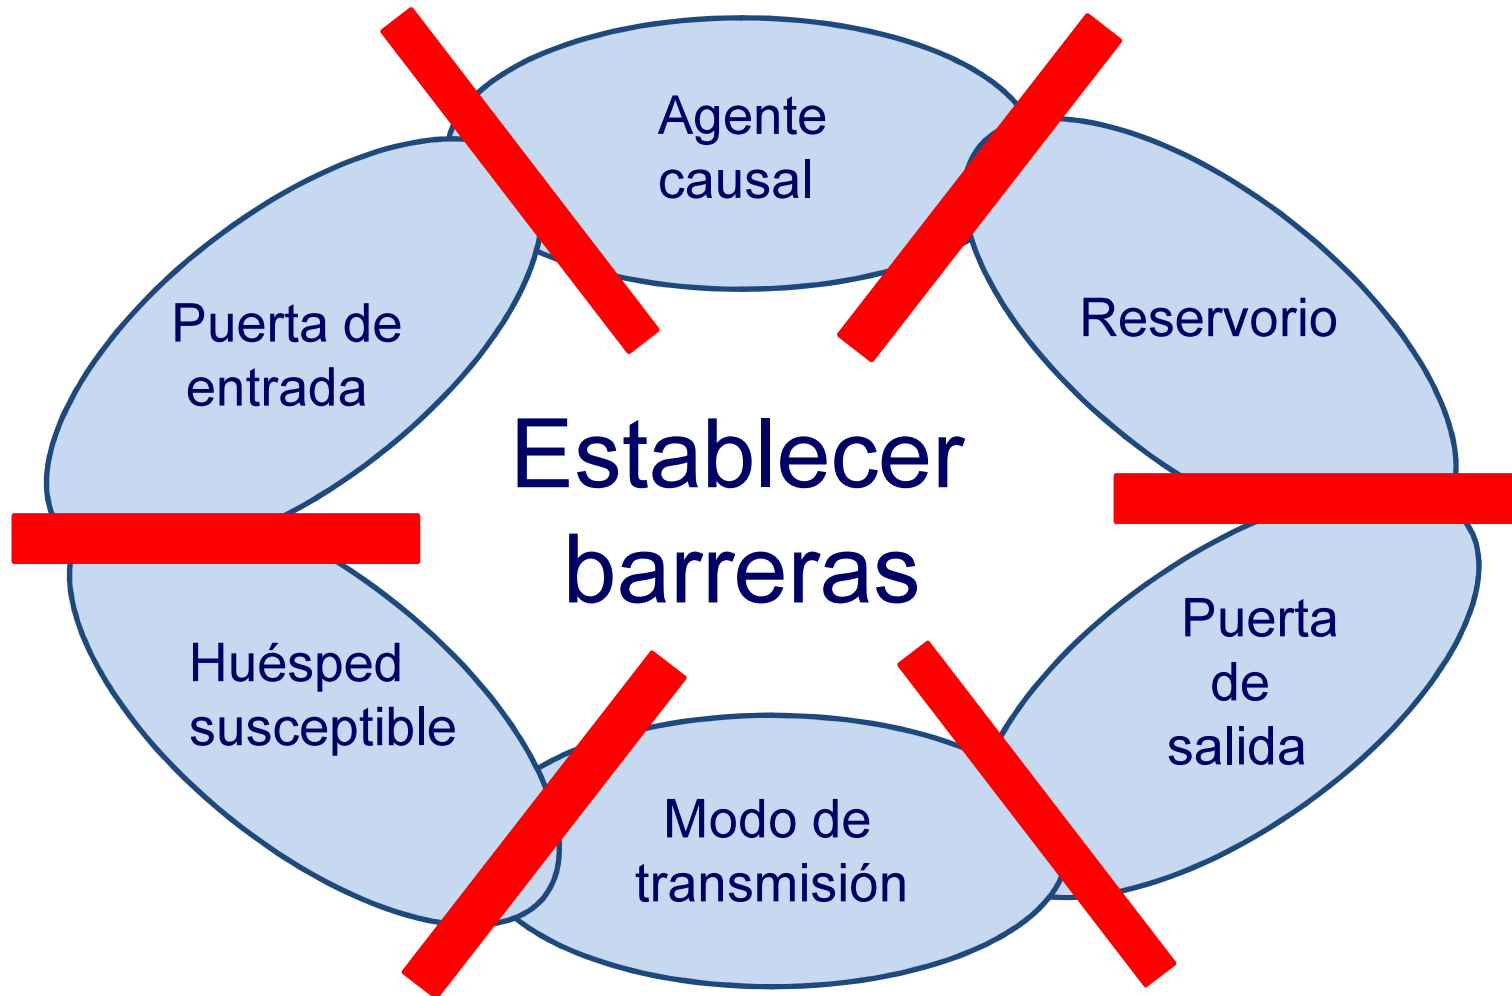 Agente
causal
Reservorio
Puerta de
entrada
Establecer
barreras
Puerta
de
salida
Huésped
susceptible
Modo de
transmisión